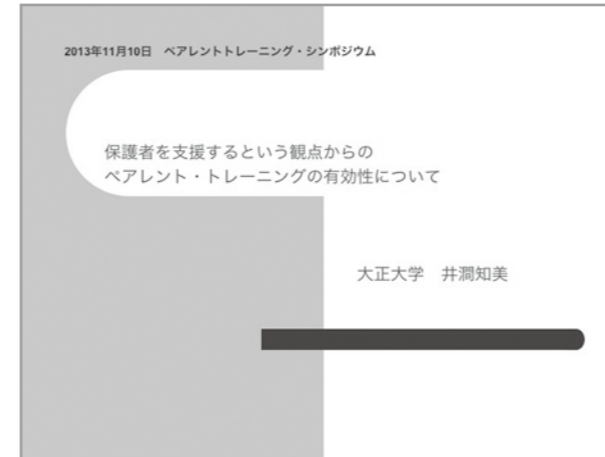 2013年11月10日　ペアレントトレーニング・シンポジウム
保護者を支援するという観点からの
ペアレント・トレーニングの有効性について
大正大学　井澗知美